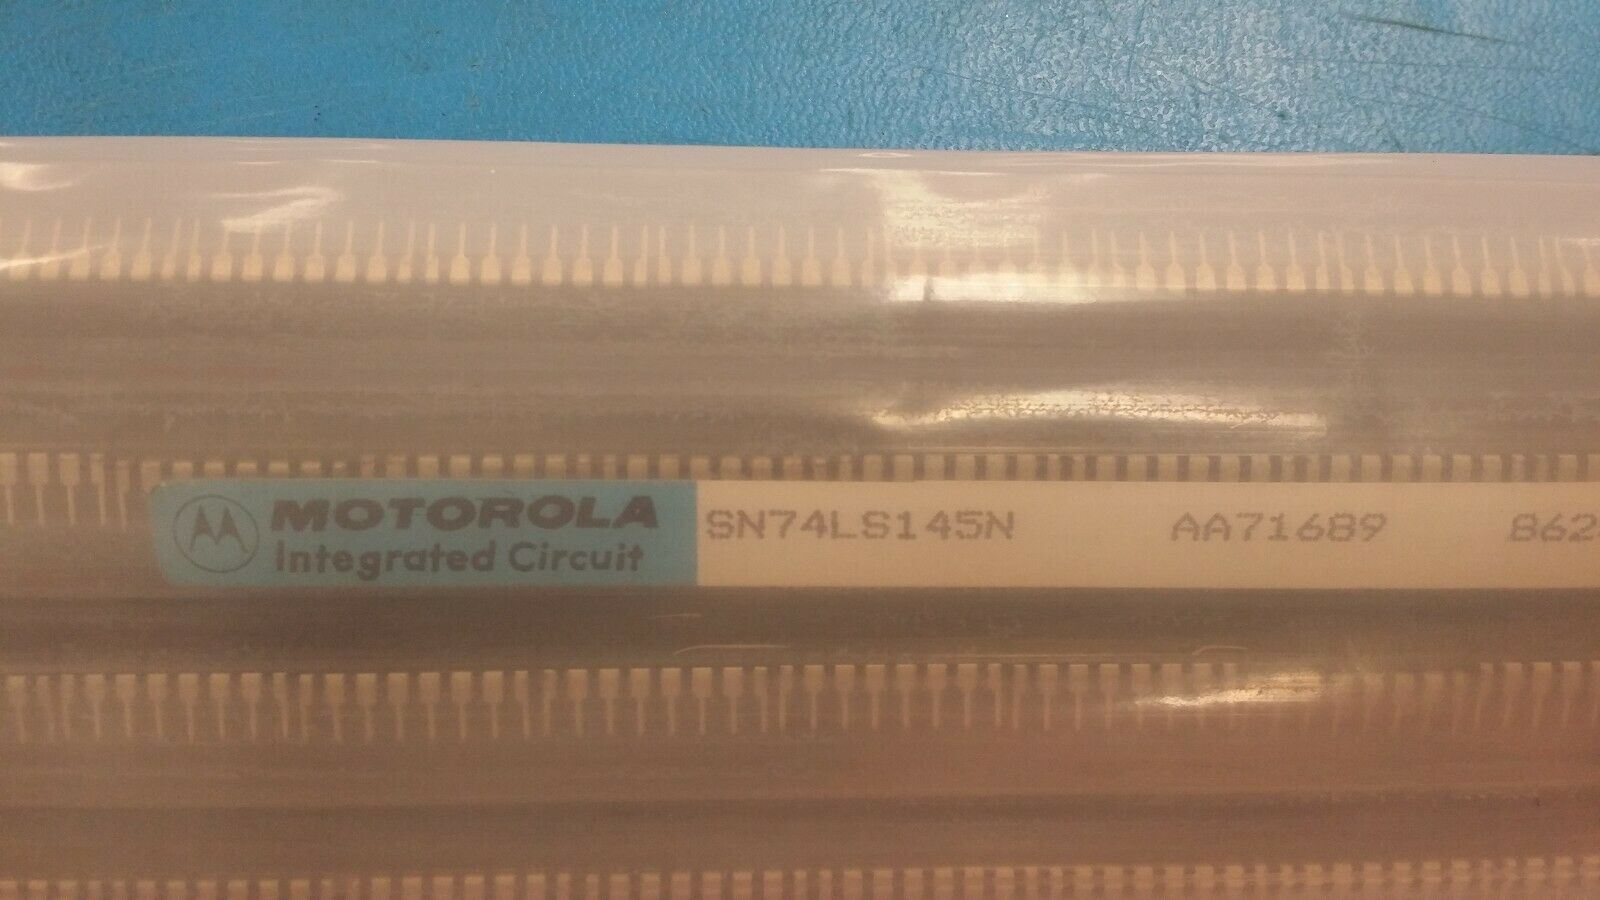 MOTOROLA SN74LS145N AA71689
Integrated Circuit